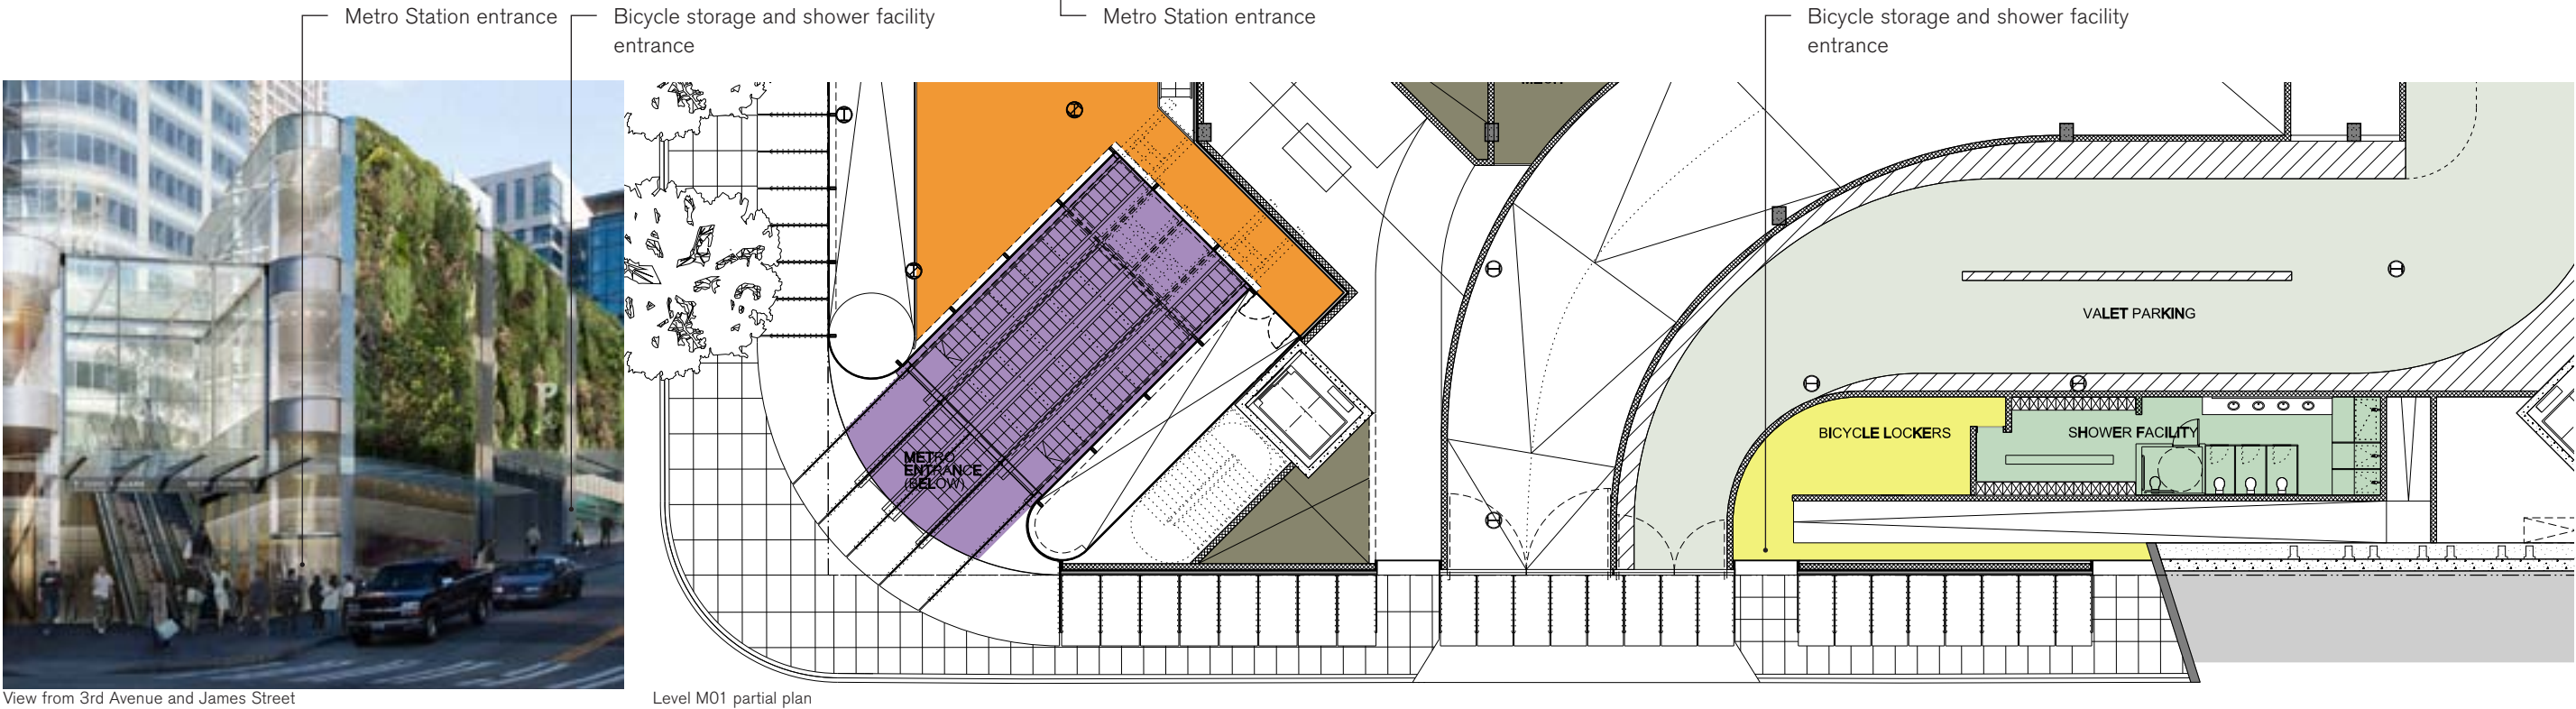 Metro Station entrance
Bicycle storage and shower facility
entrance
Metro Station entrance
Bicycle storage and shower facility
entrance
VALET PARKING
BICYCLE LOCKERS
SHOWER FACILITY
METRO
ENTRANCE
(BELOW)
P
View from 3rd Avenue and James Street
Level M01 partial plan